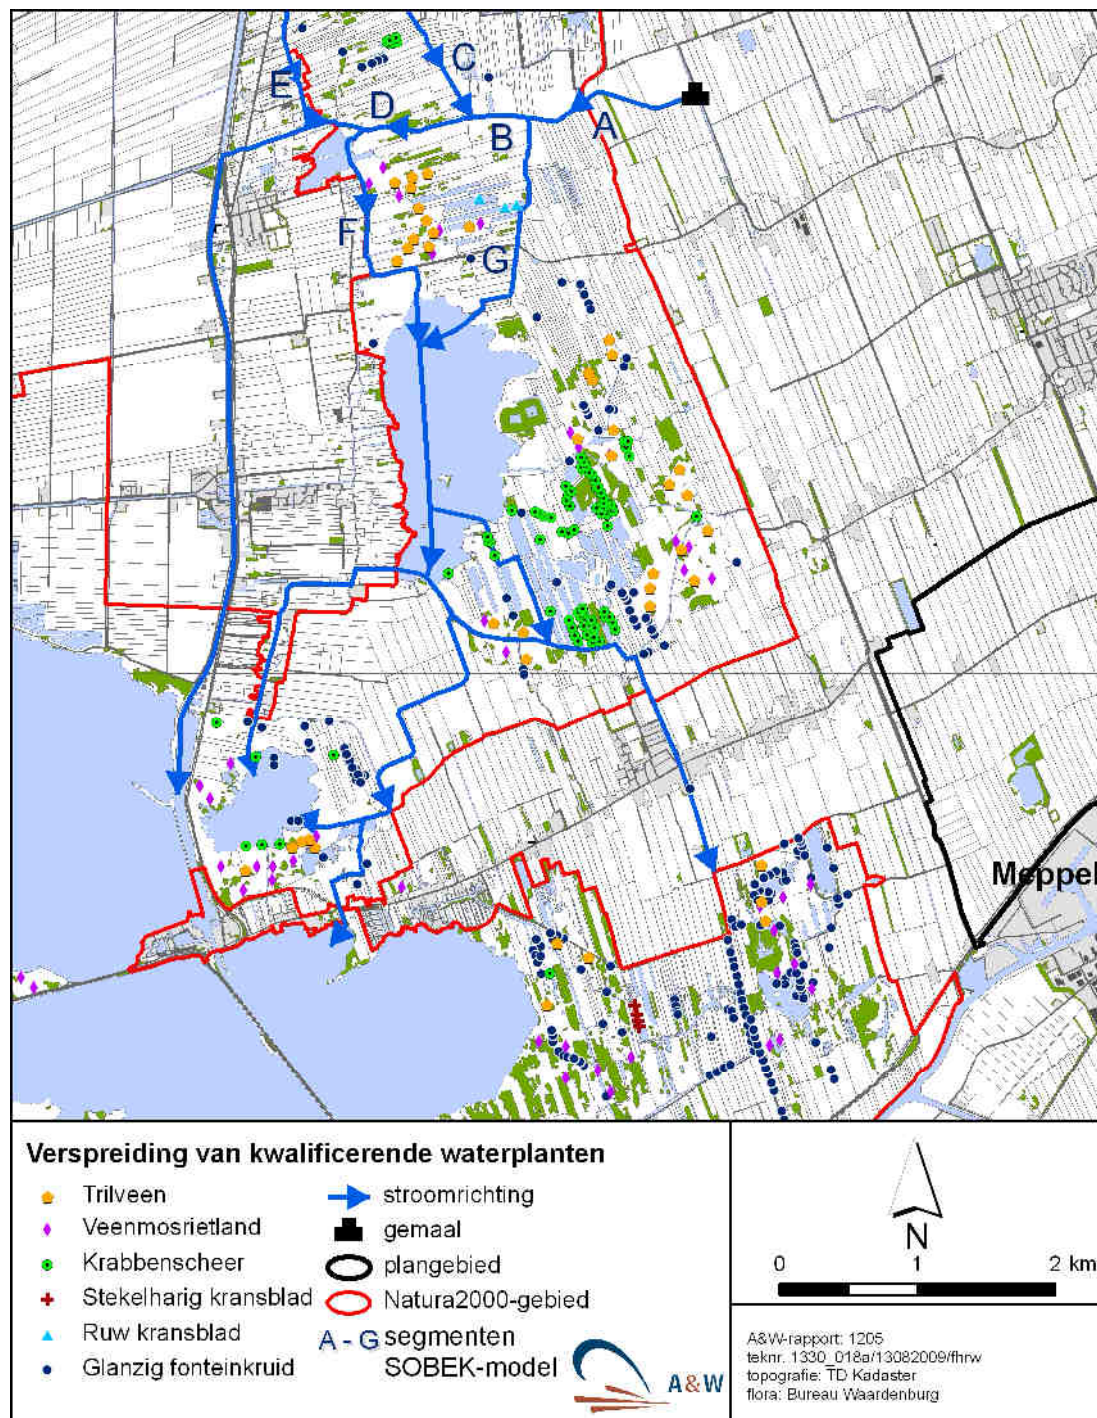 C
E
D
B
A
F
G
Meppel
Verspreiding van kwalificerende waterplanten
Trilveen
Veenmosrietland
Krabbenscheer
Stekelharig kransblad
Ruw kransblad
Glanzig fonteinkruid
stroomrichting
gemaal
plangebied
Natura2000-gebied
A - G segmenten
SOBEK-model
A&W
N
0 1 2 km
A&W-rapport: 1205
teknr. 1330_018a/13082009/fhrw
topografie: TD Kadaster
flora: Bureau Waardenburg